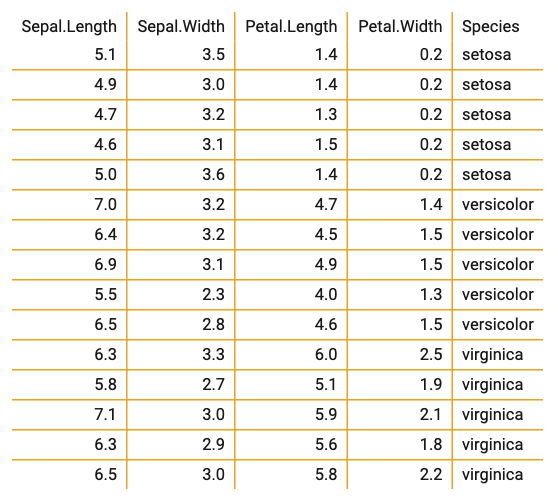 Sepal.Length Sepal.Width Petal.Length Petal.Width Species
5.1 3.5 1.4 0.2 setosa
4.9 3.0 1.4 0.2 setosa
4.7 3.2 1.3 0.2 setosa
4.6 3.1 1.5 0.2 setosa
5.0 3.6 1.4 0.2 setosa
7.0 3.2 4.7 1.4 versicolor
6.4 3.2 4.5 1.5 versicolor
6.9 3.1 4.9 1.5 versicolor
5.5 2.3 4.0 1.3 versicolor
6.5 2.8 4.6 1.5 versicolor
6.3 3.3 6.0 2.5 virginica
5.8 2.7 5.1 1.9 virginica
7.1 3.0 5.9 2.1 virginica
6.3 2.9 5.6 1.8 virginica
6.5 3.0 5.8 2.2 virginica